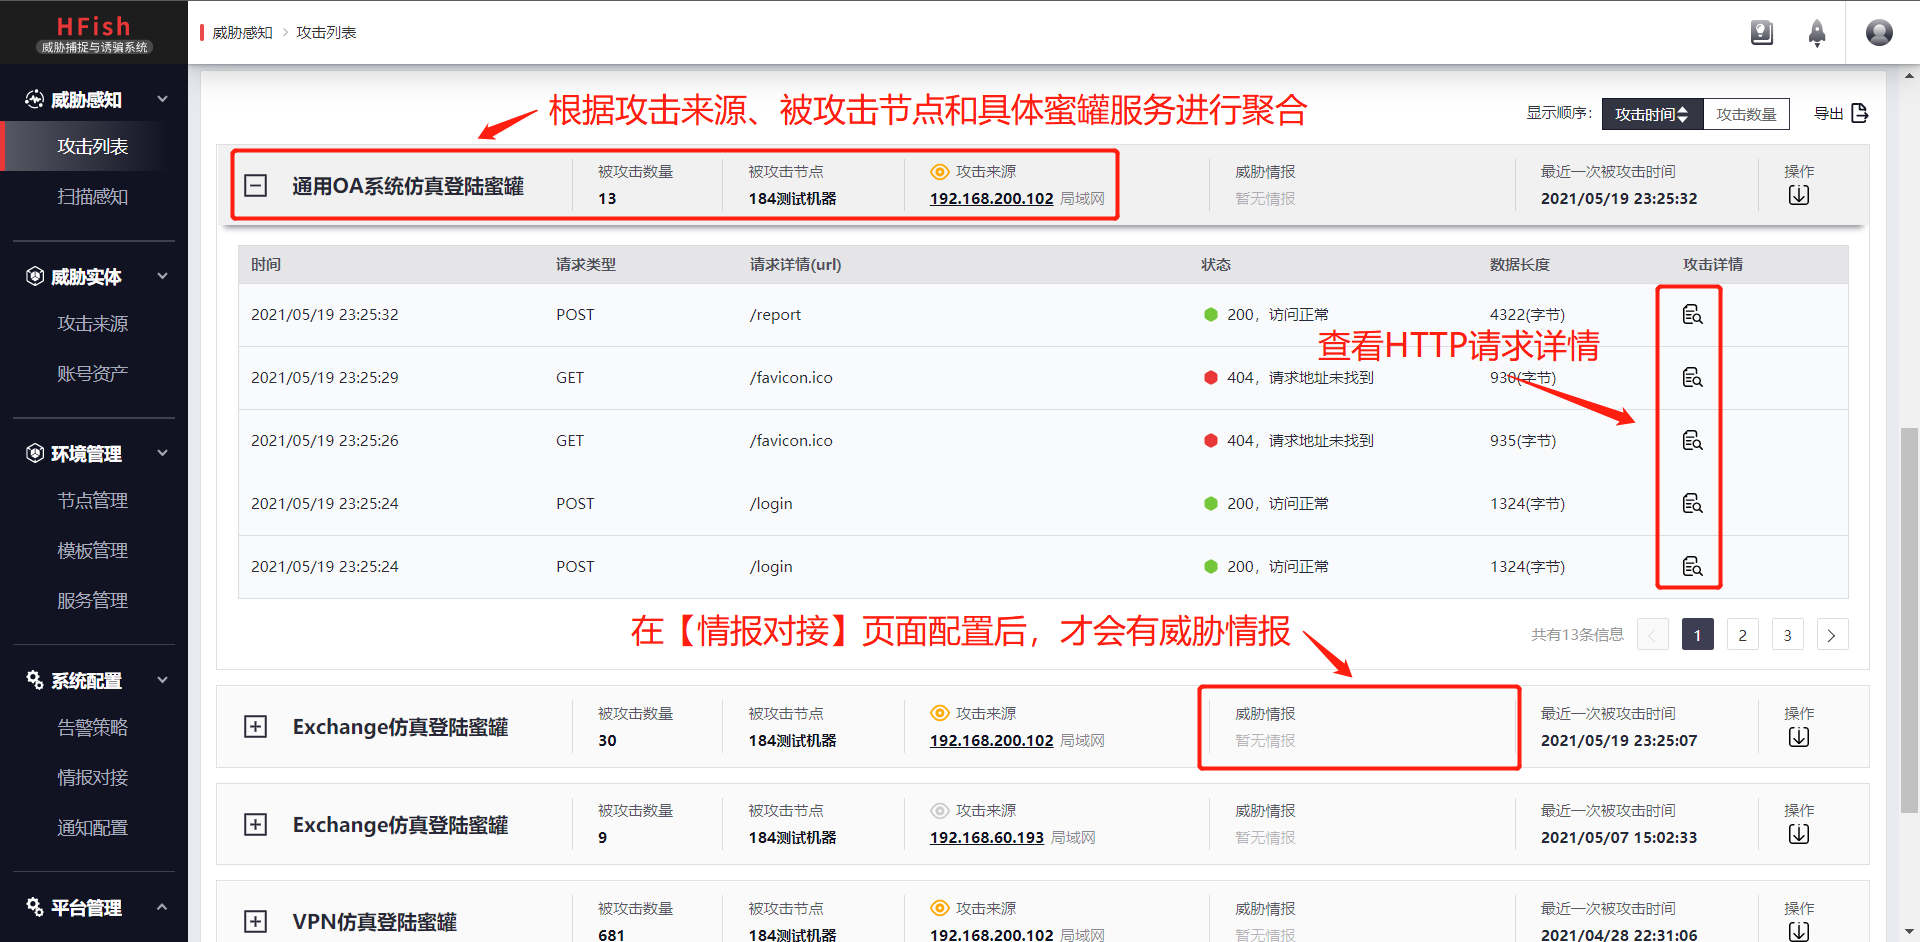 HFish
威胁捕捉与诱骗系统
威胁感知
攻击列表
扫描感知
威胁实体
攻击来源
账号资产
环境管理
节点管理
模板管理
服务管理
系统配置
告警策略
情报对接
通知配置
平台管理
威胁感知 > 攻击列表
根据攻击来源、被攻击节点和具体蜜罐服务进行聚合
显示顺序： 攻击时间 攻击数量 导出
通用OA系统仿真登陆蜜罐
被攻击数量 被攻击节点 攻击来源 威胁情报 最近一次被攻击时间 操作
13 184测试机器 192.168.200.102 局域网 暂无情报 2021/05/19 23:25:32
时间 请求类型 请求详情(url) 状态 数据长度 攻击详情
2021/05/19 23:25:32 POST /report 200，访问正常 4322(字节)
查看HTTP请求详情
2021/05/19 23:25:29 GET /favicon.ico 404，请求地址未找到 930(字节)
2021/05/19 23:25:26 GET /favicon.ico 404，请求地址未找到 935(字节)
2021/05/19 23:25:24 POST /login 200，访问正常 1324(字节)
2021/05/19 23:25:24 POST /login 200，访问正常 1324(字节)
在【情报对接】页面配置后，才会有威胁情报
共有13条信息 < 1 2 3 >
Exchange仿真登陆蜜罐
被攻击数量 被攻击节点 攻击来源 威胁情报 最近一次被攻击时间 操作
30 184测试机器 192.168.200.102 局域网 暂无情报 2021/05/19 23:25:07
Exchange仿真登陆蜜罐
被攻击数量 被攻击节点 攻击来源 威胁情报 最近一次被攻击时间 操作
9 184测试机器 192.168.60.193 局域网 暂无情报 2021/05/07 15:02:33
VPN仿真登陆蜜罐
被攻击数量 被攻击节点 攻击来源 威胁情报 最近一次被攻击时间 操作
681 184测试机器 192.168.200.102 局域网 暂无情报 2021/04/28 22:31:06